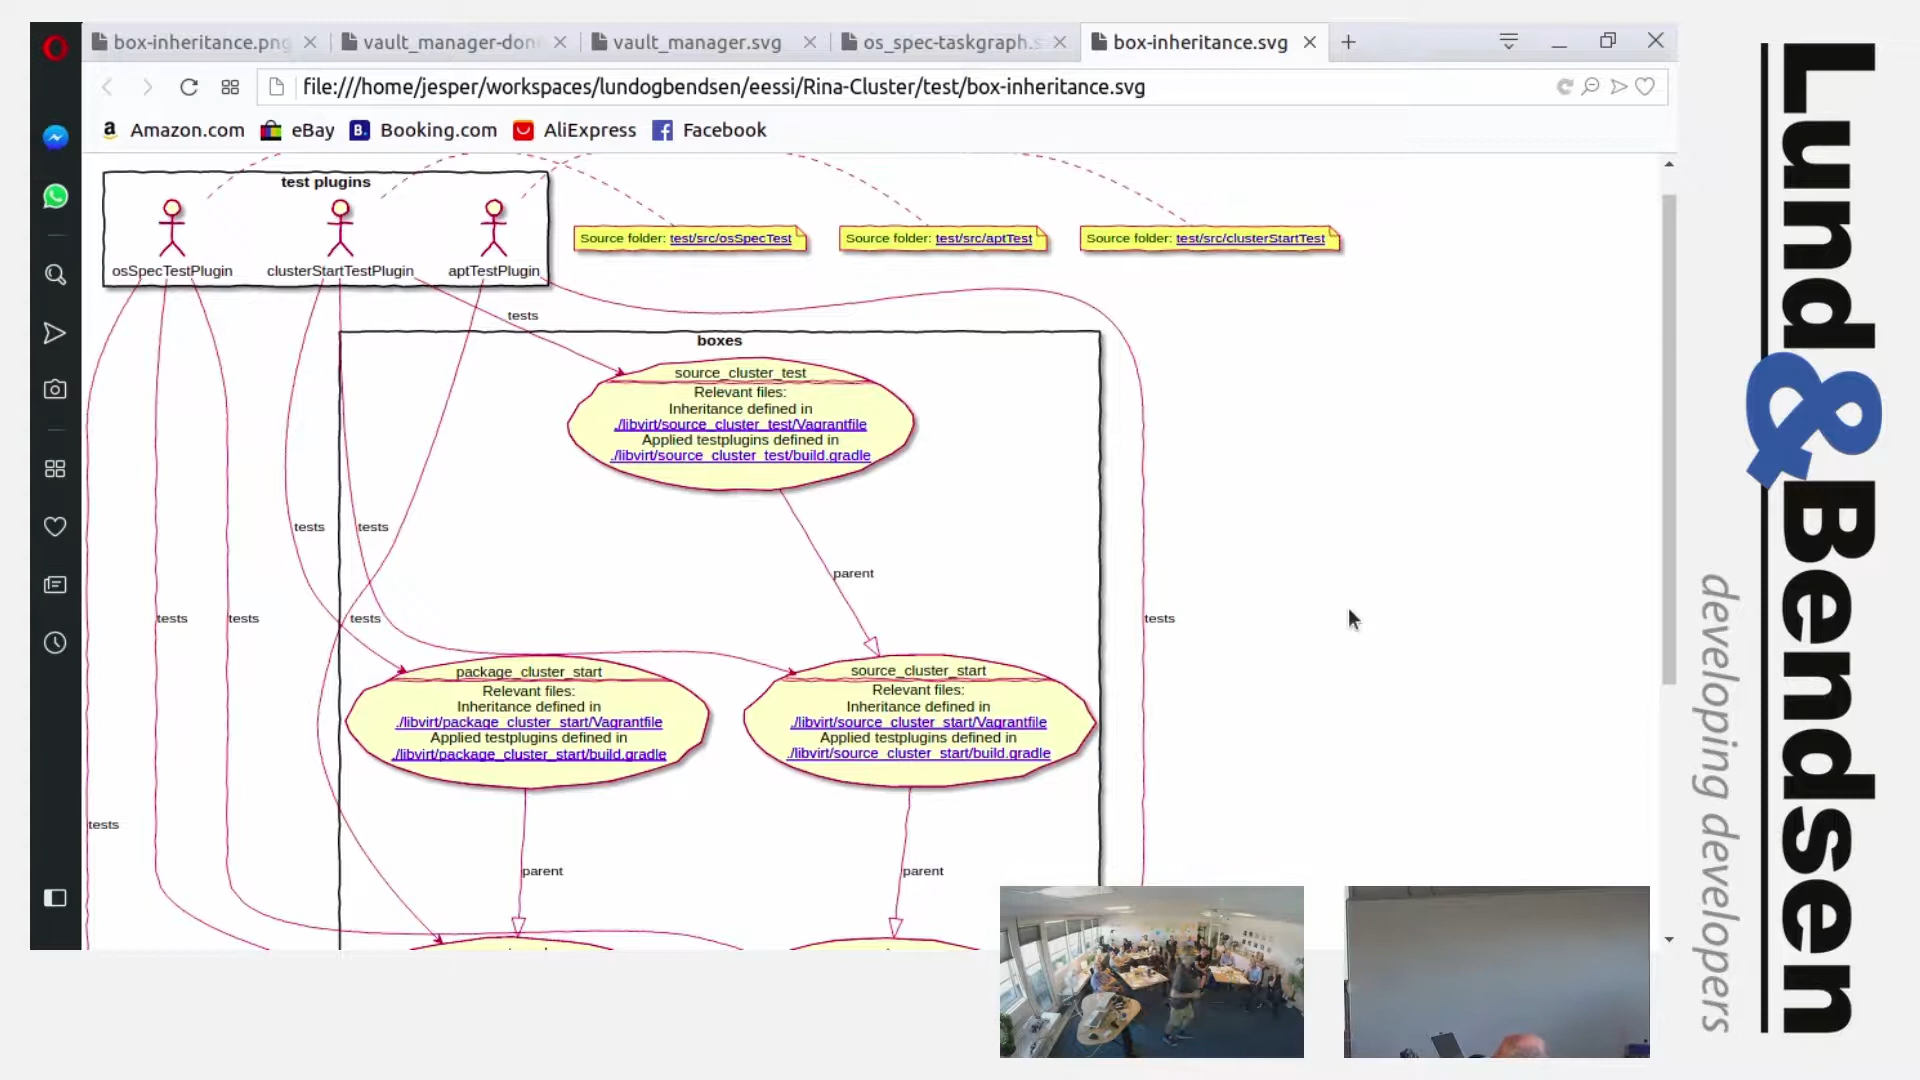 box-inheritance.png
vault_manager-don
vault_manager.svg
os_spec-taskgraph.s
box-inheritance.svg
file:///home/jesper/workspaces/lundogbendsen/eessi/Rina-Cluster/test/box-inheritance.svg
Amazon.com
eBay
Booking.com
AliExpress
Facebook
test plugins
osSpecTestPlugin
clusterStartTestPlugin
aptTestPlugin
Source folder: test/src/osSpecTest
Source folder: test/src/aptTest
Source folder: test/src/clusterStartTest
tests
boxes
source_cluster_test
Relevant files:
Inheritance defined in
./libvirt/source_cluster_test/Vagrantfile
Applied testplugins defined in
./libvirt/source_cluster_test/build.gradle
tests
tests
parent
tests
tests
tests
tests
package_cluster_start
Relevant files:
Inheritance defined in
./libvirt/package_cluster_start/Vagrantfile
Applied testplugins defined in
./libvirt/package_cluster_start/build.gradle
source_cluster_start
Relevant files:
Inheritance defined in
./libvirt/source_cluster_start/Vagrantfile
Applied testplugins defined in
./libvirt/source_cluster_start/build.gradle
tests
parent
parent
Lund&Bendsen
developing developers